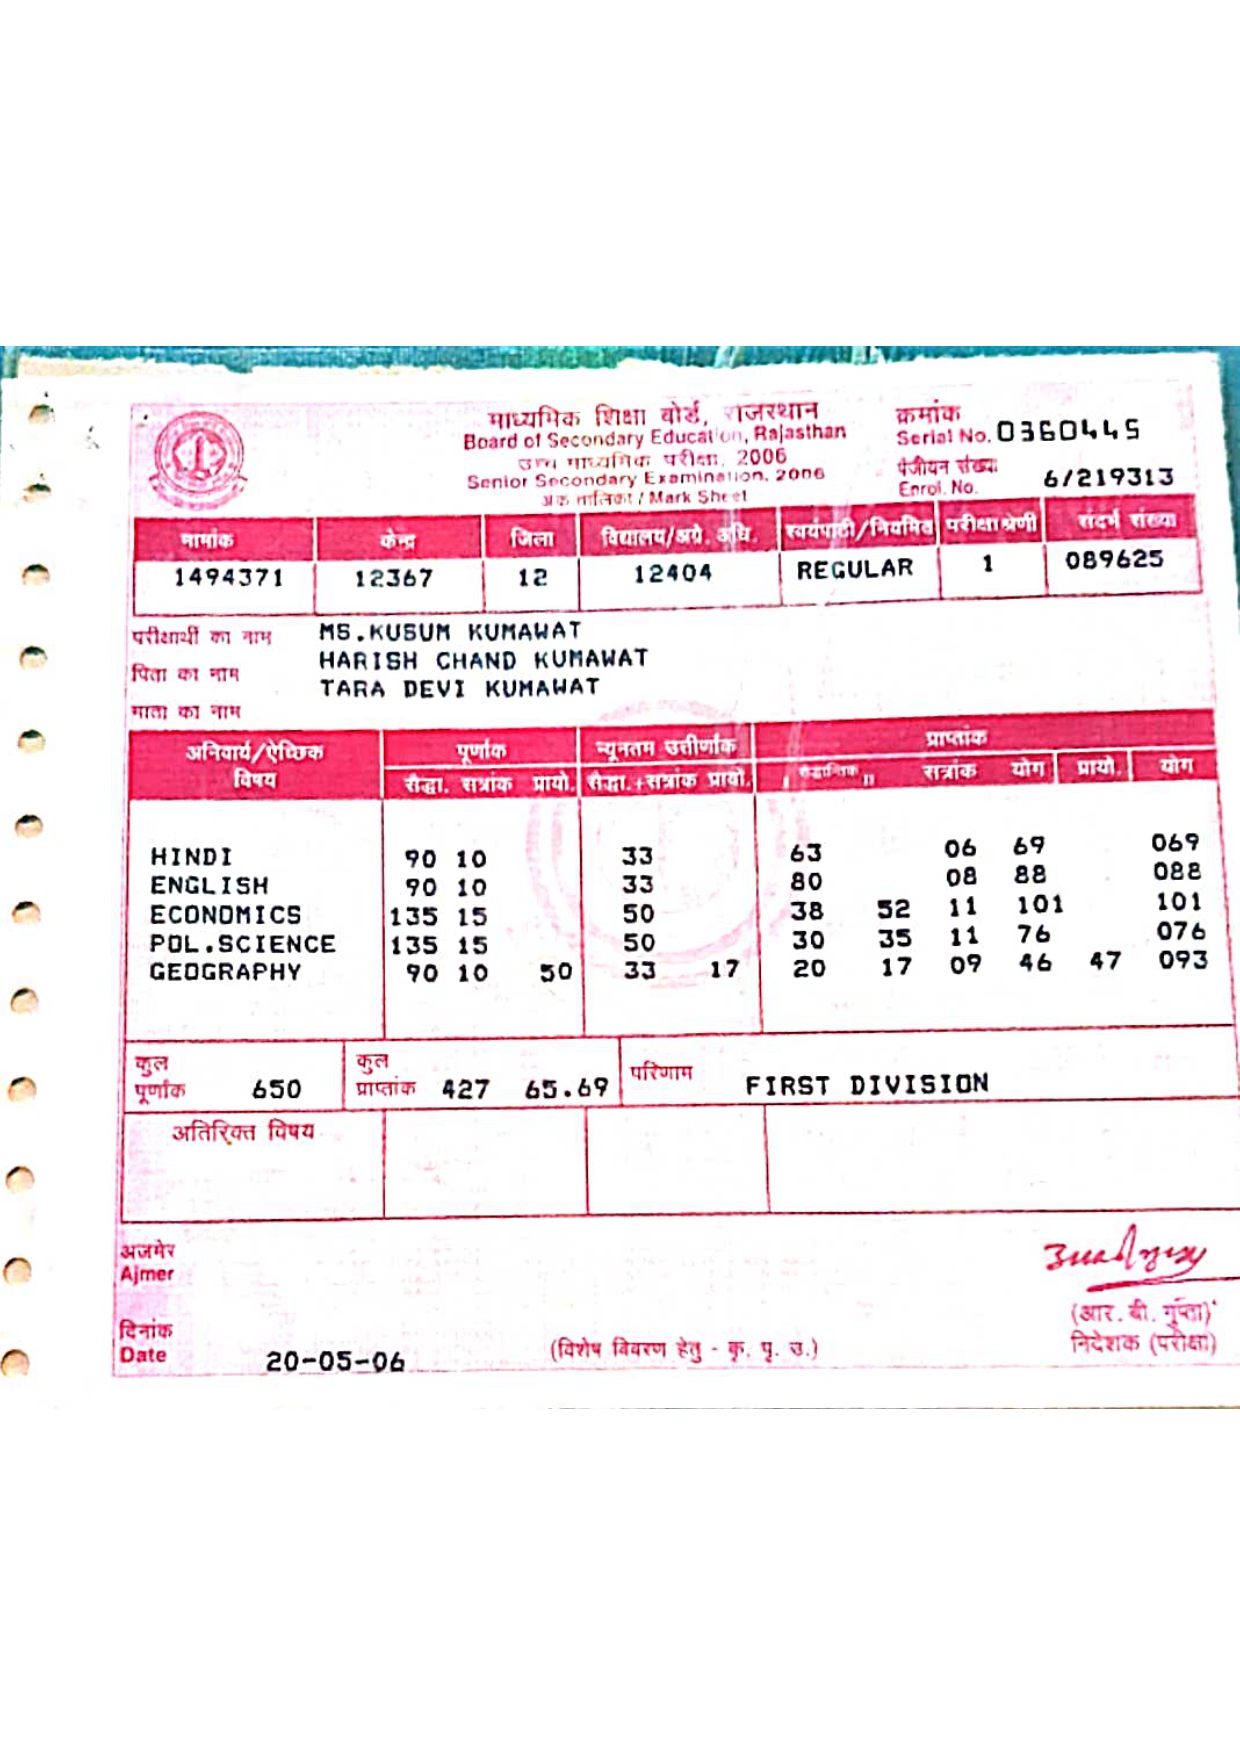 माध्यमिक शिक्षा बोर्ड, राजस्थान
Board of Secondary Education, Rajasthan
उच्च माध्यमिक परीक्षा, 2006
Senior Secondary Examination, 2006
अंक तालिका / Mark Sheet
क्रमांक
Serial No. 0360445
पंजीयन संख्या
Enrol. No. 6/219313
नामांक केन्द्र जिला विद्यालय/अग्रे. अधि. स्वयंपाठी/नियमित परीक्षा श्रेणी संदर्भ संख्या
1494371 12367 12 12404 REGULAR 1 089625
परीक्षार्थी का नाम MS.KUSUM KUMAWAT
पिता का नाम HARISH CHAND KUMAWAT
माता का नाम TARA DEVI KUMAWAT
अनिवार्य/ऐच्छिक विषय पूर्णांक न्यूनतम उत्तीर्णांक प्राप्तांक
सैद्धा. सत्रांक प्रायो. सैद्धा.+सत्रांक प्रायो. I सैद्धान्तिक II सत्रांक योग प्रायो. योग
HINDI 90 10 33 63 06 69 069
ENGLISH 90 10 33 80 08 88 088
ECONOMICS 135 15 50 38 52 11 101 101
POL.SCIENCE 135 15 50 30 35 11 76 076
GEOGRAPHY 90 10 50 33 17 20 17 09 46 47 093
कुल पूर्णांक 650 कुल प्राप्तांक 427 65.69 परिणाम FIRST DIVISION
अतिरिक्त विषय
अजमेर
Ajmer
(आर. बी. गुप्ता)
निदेशक (परीक्षा)
दिनांक
Date 20-05-06
(विशेष विवरण हेतु - कृ. पृ. उ.)